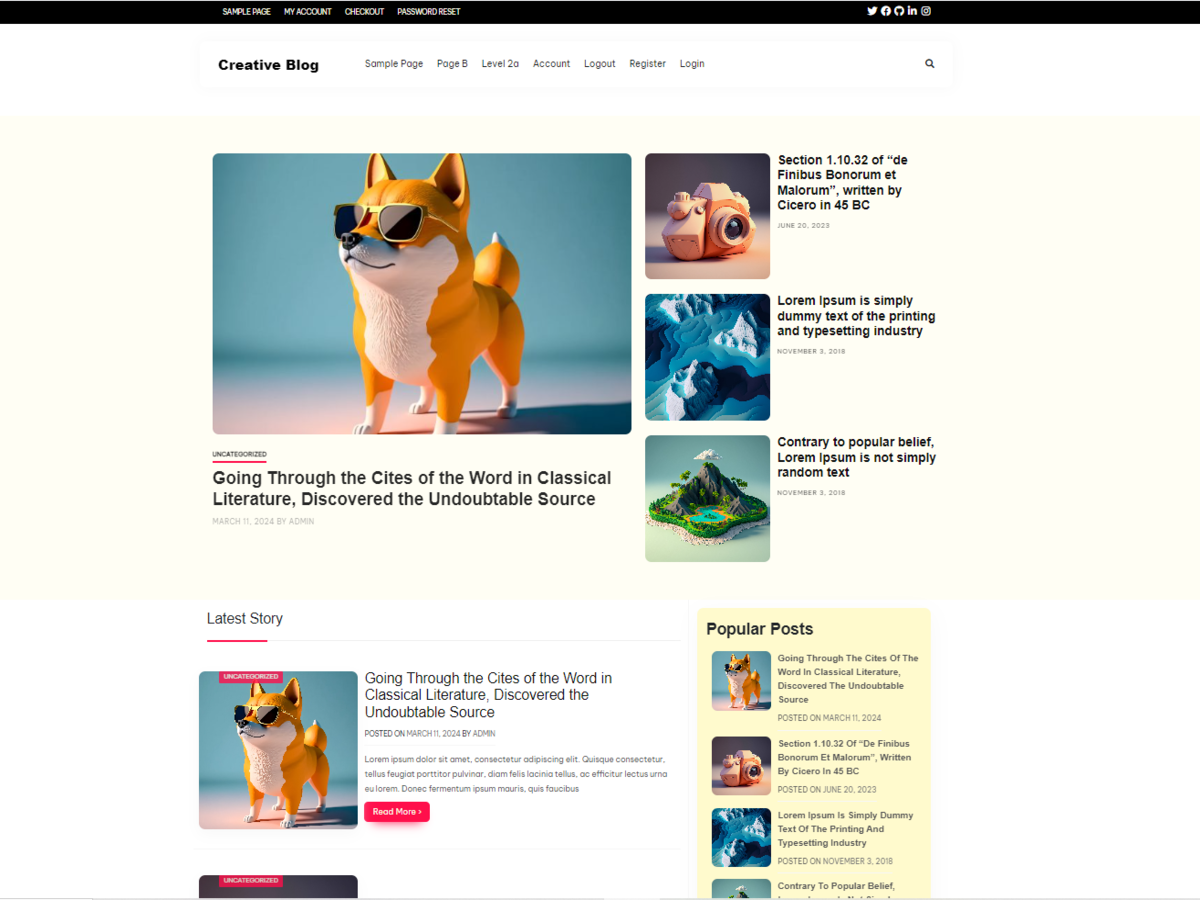 SAMPLE PAGE MY ACCOUNT CHECKOUT PASSWORD RESET
Creative Blog
Sample Page Page B Level 2a Account Logout Register Login
UNCATEGORIZED
Going Through the Cites of the Word in Classical
Literature, Discovered the Undoubtable Source
MARCH 11, 2024 BY ADMIN
Section 1.10.32 of “de
Finibus Bonorum et
Malorum”, written by
Cicero in 45 BC
JUNE 20, 2023
Lorem Ipsum is simply
dummy text of the printing
and typesetting industry
NOVEMBER 3, 2018
Contrary to popular belief,
Lorem Ipsum is not simply
random text
NOVEMBER 3, 2018
Latest Story
UNCATEGORIZED
Going Through the Cites of the Word in
Classical Literature, Discovered the
Undoubtable Source
POSTED ON MARCH 11, 2024 BY ADMIN
Lorem ipsum dolor sit amet, consectetur adipiscing elit. Quisque consectetur,
tellus feugiat porttitor pulvinar, diam felis lacinia tellus, ac efficitur lectus urna
eu lorem. Donec fermentum ipsum mauris, quis faucibus
Read More ›
UNCATEGORIZED
Popular Posts
Going Through The Cites Of The
Word In Classical Literature,
Discovered The Undoubtable
Source
POSTED ON MARCH 11, 2024
Section 1.10.32 Of “De Finibus
Bonorum Et Malorum”, Written
By Cicero In 45 BC
POSTED ON JUNE 20, 2023
Lorem Ipsum Is Simply Dummy
Text Of The Printing And
Typesetting Industry
POSTED ON NOVEMBER 3, 2018
Contrary To Popular Belief,